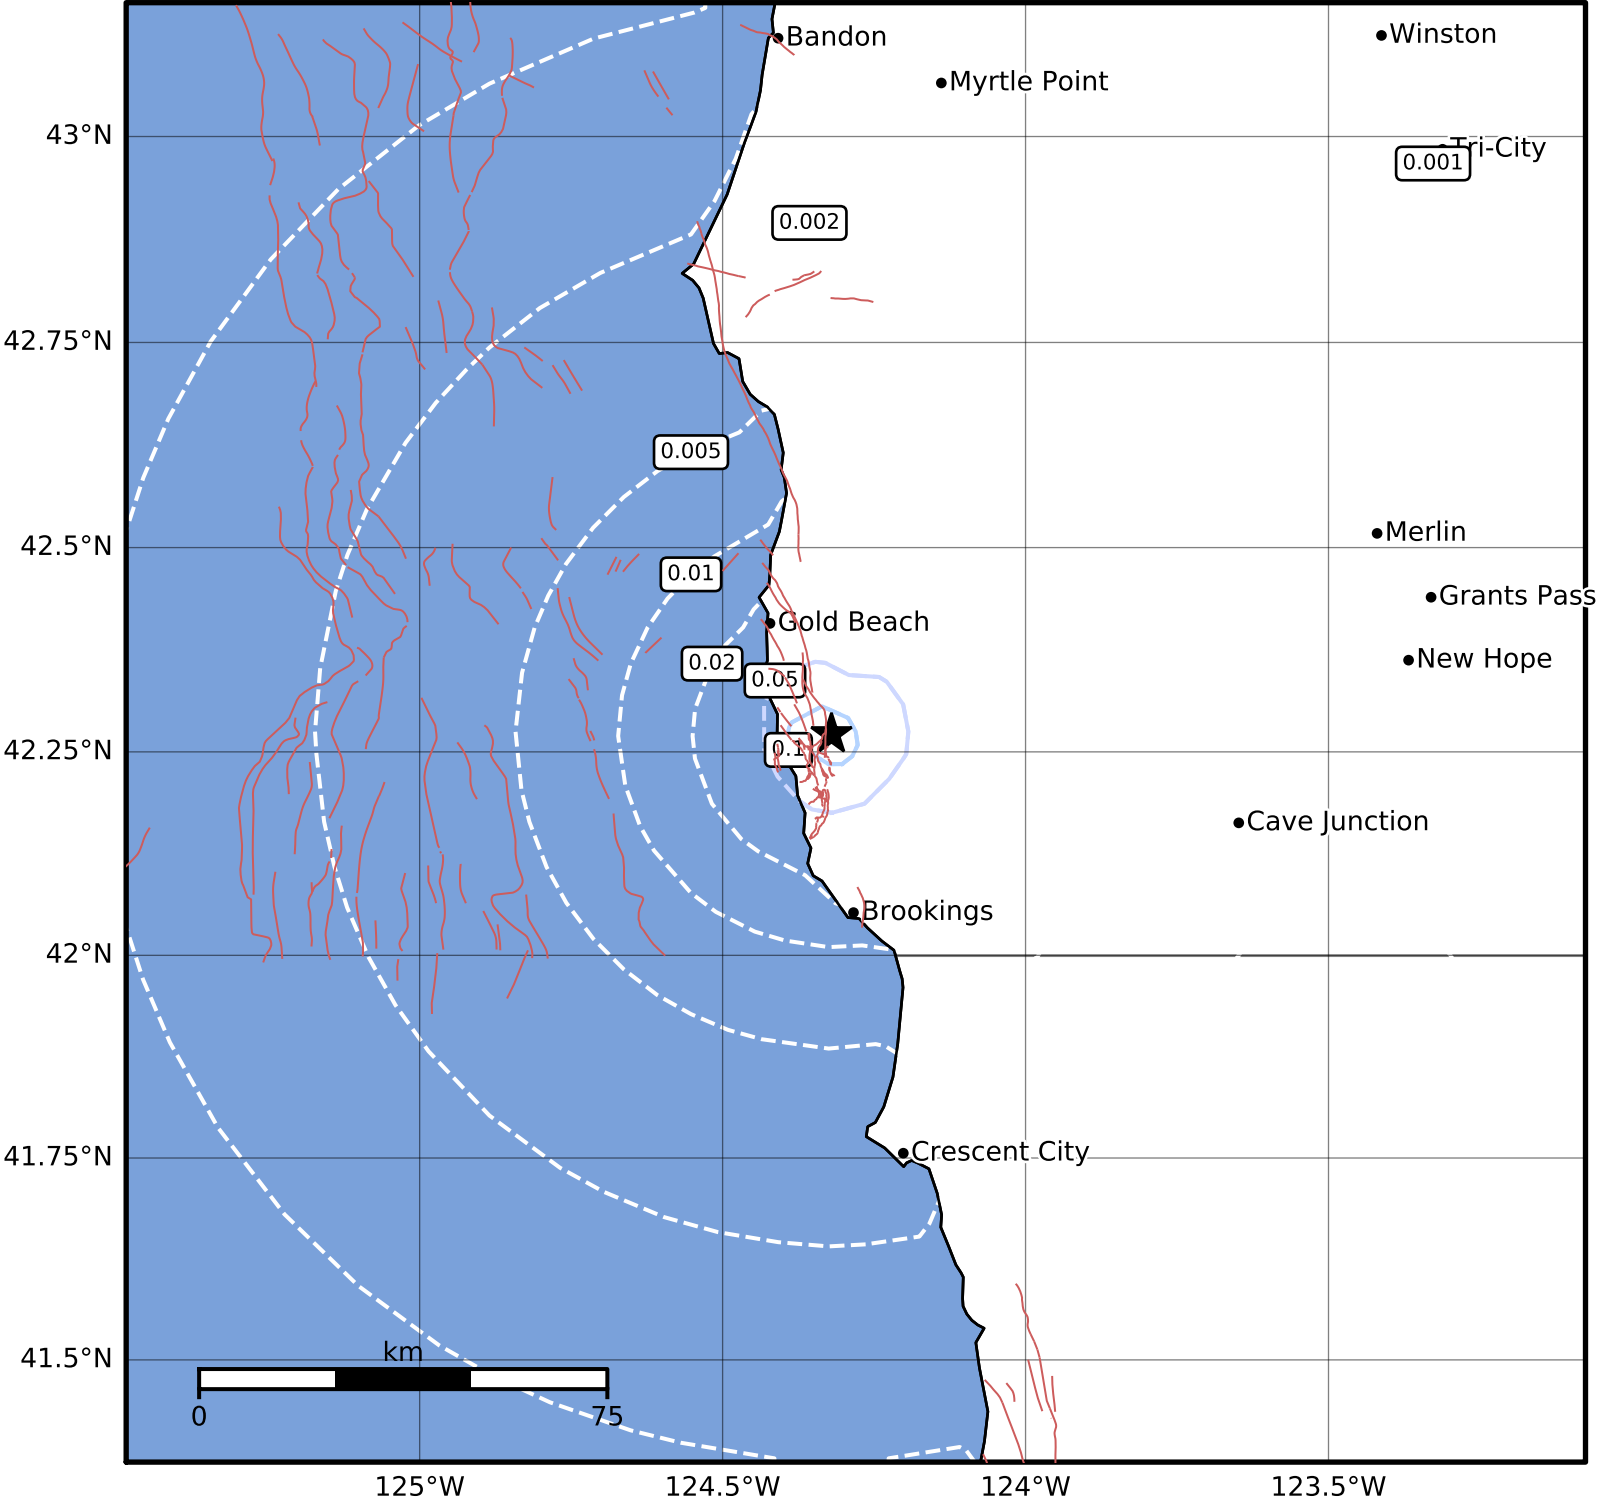 Winston
Bandon
Myrtle Point
43°N
Tri-City
0.001
0.002
42.75°N
0.005
Merlin
42.5°N
0.01
Grants Pass
Gold Beach
New Hope
0.02
0.05
42.25°N
0.1
Cave Junction
Brookings
42°N
Crescent City
41.75°N
km
41.5°N
0
75
125°W
124.5°W
124°W
123.5°W